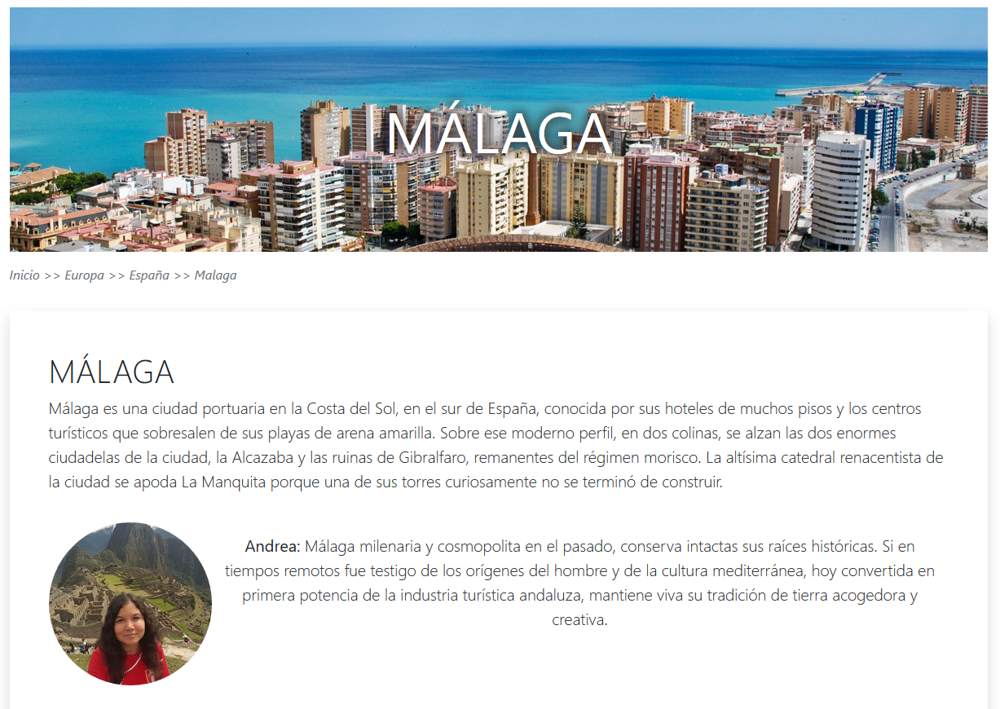 MÁLAGA
Inicio >> Europa >> España >> Malaga
MÁLAGA
Málaga es una ciudad portuaria en la Costa del Sol, en el sur de España, conocida por sus hoteles de muchos pisos y los centros
turísticos que sobresalen de sus playas de arena amarilla. Sobre ese moderno perfil, en dos colinas, se alzan las dos enormes
ciudadelas de la ciudad, la Alcazaba y las ruinas de Gibralfaro, remanentes del régimen morisco. La altísima catedral renacentista de
la ciudad se apoda La Manquita porque una de sus torres curiosamente no se terminó de construir.
Andrea: Málaga milenaria y cosmopolita en el pasado, conserva intactas sus raíces históricas. Si en
tiempos remotos fue testigo de los orígenes del hombre y de la cultura mediterránea, hoy convertida en
primera potencia de la industria turística andaluza, mantiene viva su tradición de tierra acogedora y
creativa.